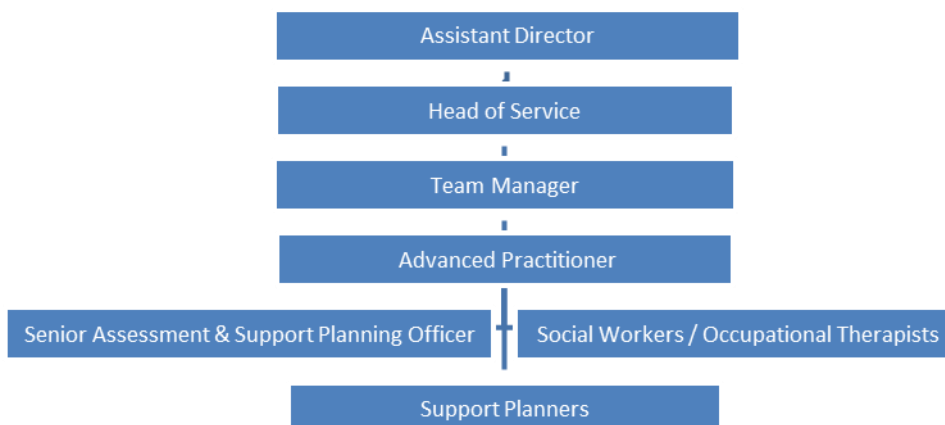 Assistant Director
Head of Service
Team Manager
Advanced Practitioner
Senior Assessment & Support Planning Officer
Social Workers / Occupational Therapists
Support Planners